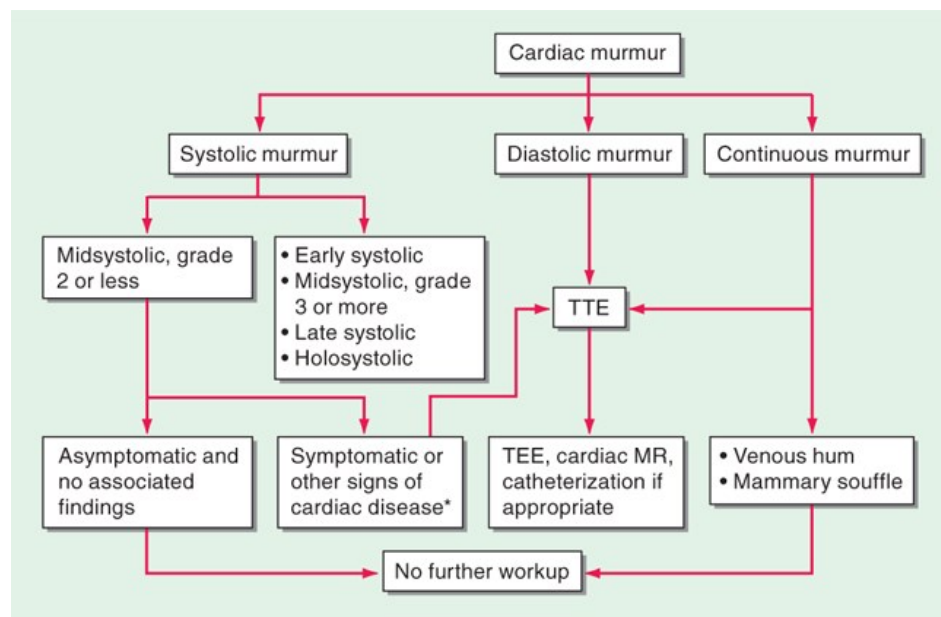 Cardiac murmur
Systolic murmur
Diastolic murmur
Continuous murmur
Midsystolic, grade
2 or less
• Early systolic
• Midsystolic, grade
3 or more
• Late systolic
• Holosystolic
TTE
Asymptomatic and
no associated
findings
Symptomatic or
other signs of
cardiac disease*
TEE, cardiac MR,
catheterization if
appropriate
• Venous hum
• Mammary souffle
No further workup